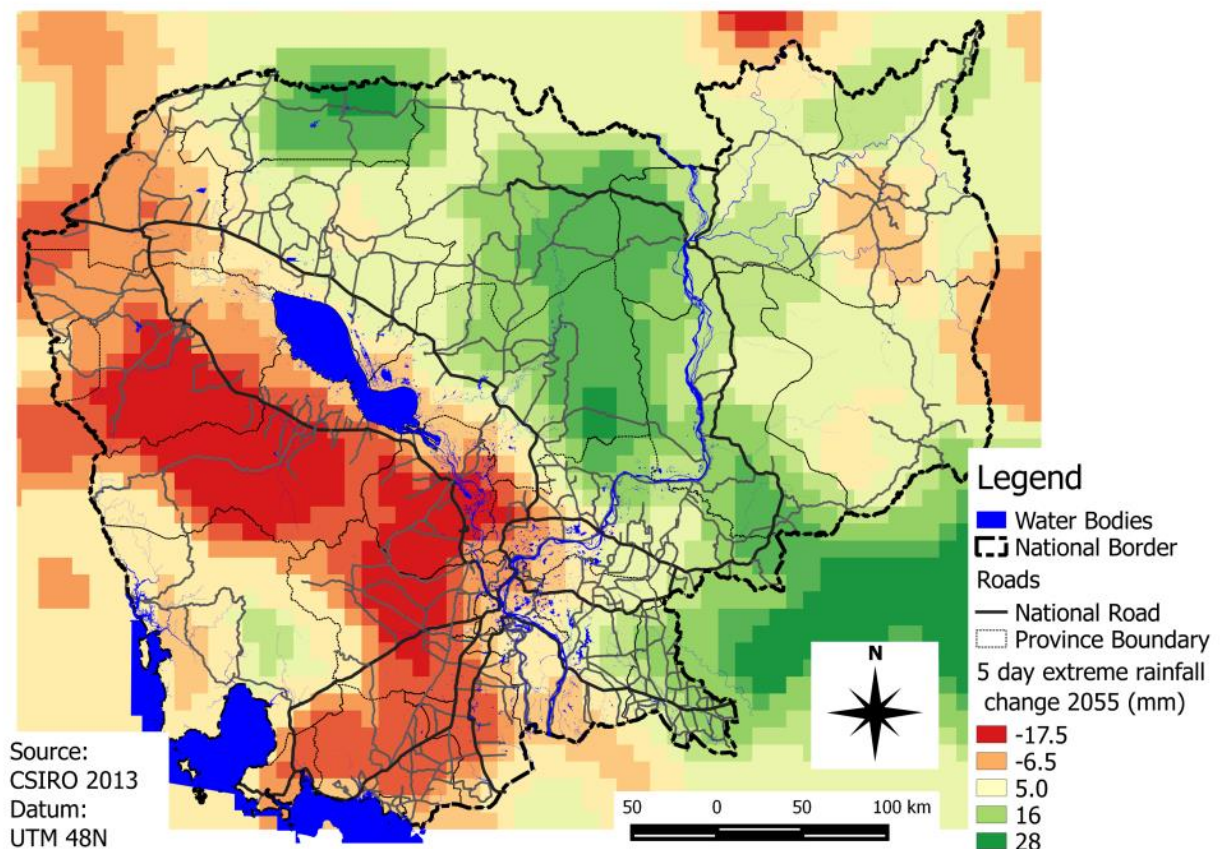 Legend
Water Bodies
National Border
Roads
National Road
Province Boundary
5 day extreme rainfall
change 2055 (mm)
-17.5
-6.5
5.0
16
28
N
Source:
CSIRO 2013
Datum:
UTM 48N
50 0 50 100 km